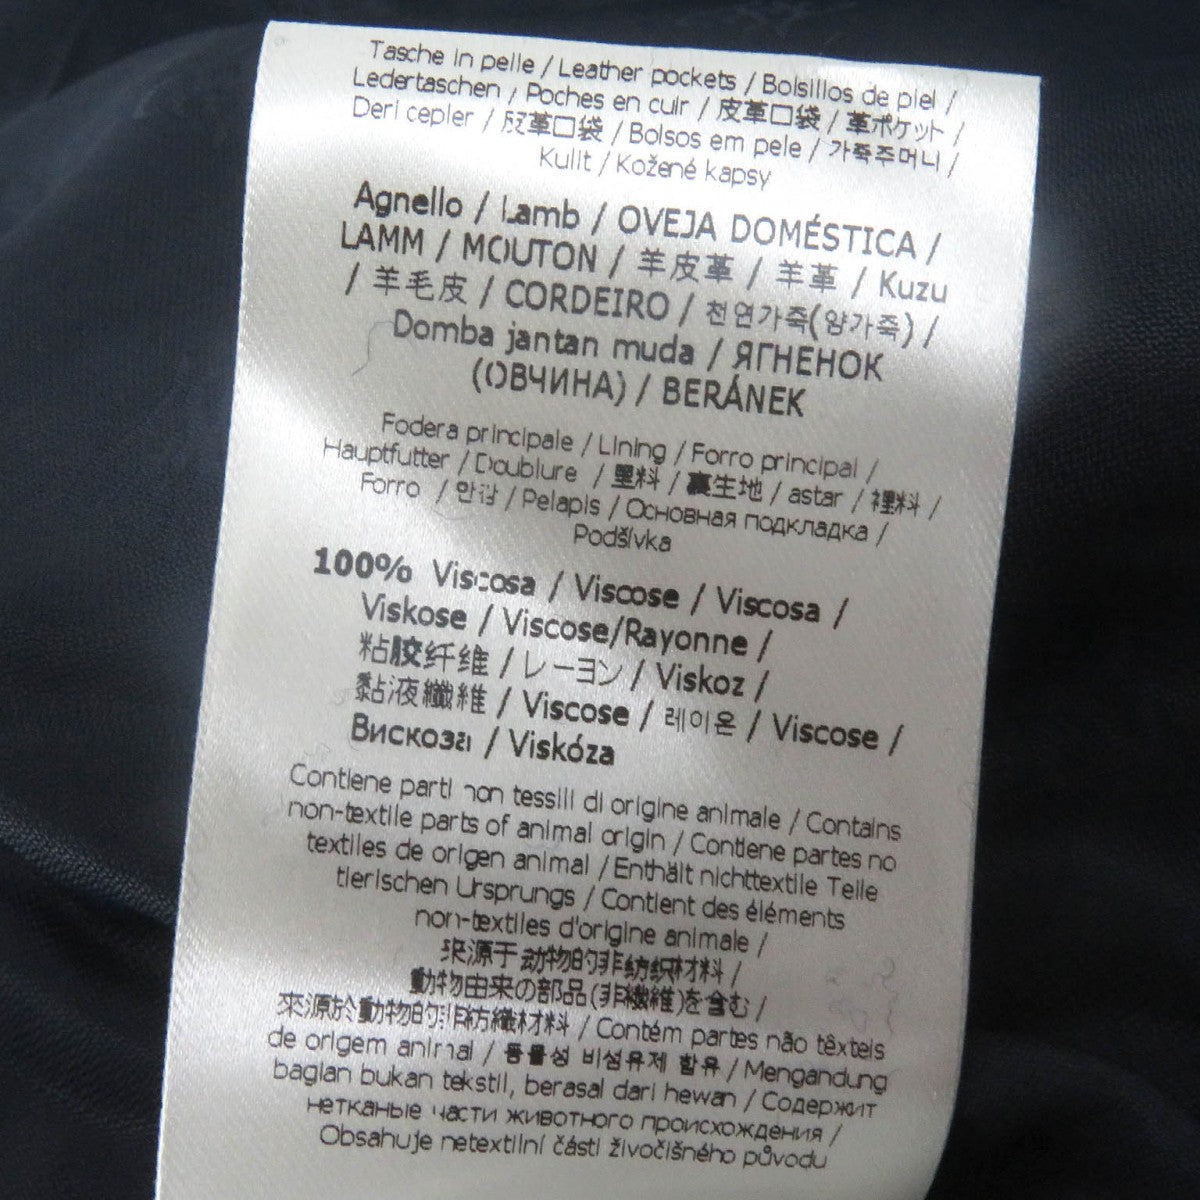 Tasche in pelle / Leather pockets / Bolsillos de piel /
Ledertaschen / Poches en cuir / 皮革口袋 / 革ポケット /
Deri cepler / 皮革口袋 / Bolsos em pele / 가죽주머니 /
Kulit / Kožené kapsy
Agnello / Lamb / OVEJA DOMÉSTICA /
LAMM / MOUTON / 羊皮革 / 羊革 / Kuzu
/ 羊毛皮 / CORDEIRO / 천연가죽(양가죽) /
Domba jantan muda / ЯГНЕНОК
(ОВЧИНА) / BERÁNEK
Fodera principale / Lining / Forro principal /
Hauptfutter / Doublure / 里料 / 裏生地 / astar / 裡料 /
Forro / 안감 / Pelapis / Основная подкладка /
Podšívka
100% Viscosa / Viscose / Viscosa /
Viskose / Viscose/Rayonne /
粘胶纤维 / レーヨン / Viskoz /
黏液纖維 / Viscose / 레이온 / Viscose /
Вискоза / Viskóza
Contiene parti non tessili di origine animale / Contains
non-textile parts of animal origin / Contiene partes no
textiles de origen animal / Enthält nichttextile Teile
tierischen Ursprungs / Contient des éléments
non-textiles d'origine animale /
来源于动物的非纺织材料 /
動物由来の部品(非繊維)を含む /
來源於動物的非紡織材料 / Contém partes não têxteis
de origem animal / 동물성 비섬유제 함유 / Mengandung
bagian bukan tekstil, berasal dari hewan / Содержит
нетканые части животного происхождения /
Obsahuje netextilní části živočišného původu